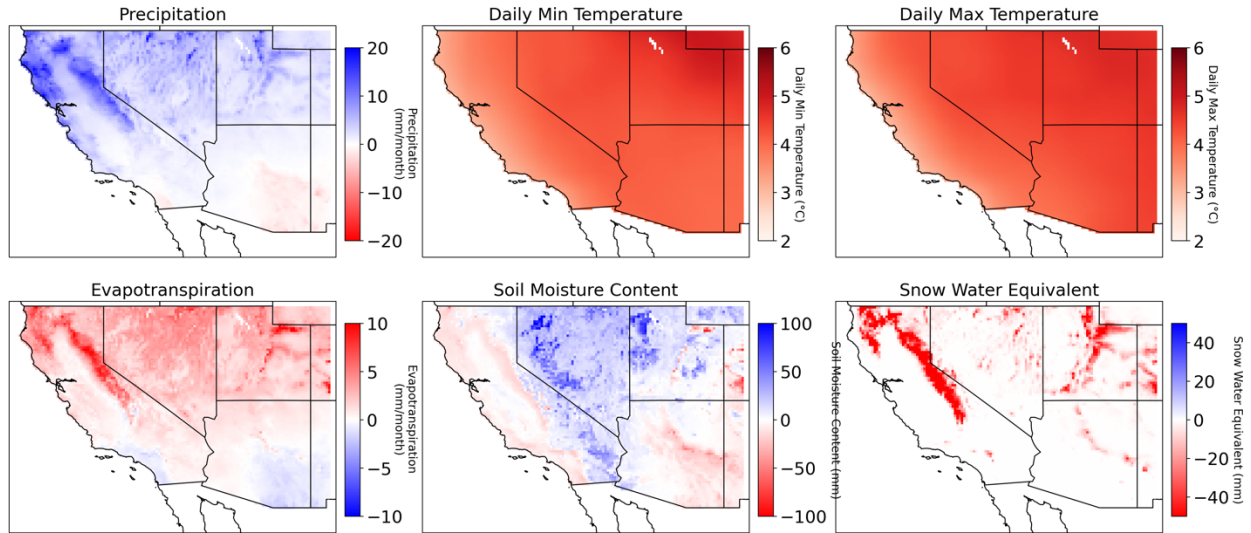 Precipitation
20
10
0
−10
−20
Precipitation
(mm/month)
Daily Min Temperature
6
5
4
3
2
Daily Min Temperature (°C)
Daily Max Temperature
6
5
4
3
2
Daily Max Temperature (°C)
Evapotranspiration
10
5
0
−5
−10
Evapotranspiration
(mm/month)
Soil Moisture Content
100
50
0
−50
−100
Soil Moisture Content (mm)
Snow Water Equivalent
40
20
0
−20
−40
Snow Water Equivalent (mm)